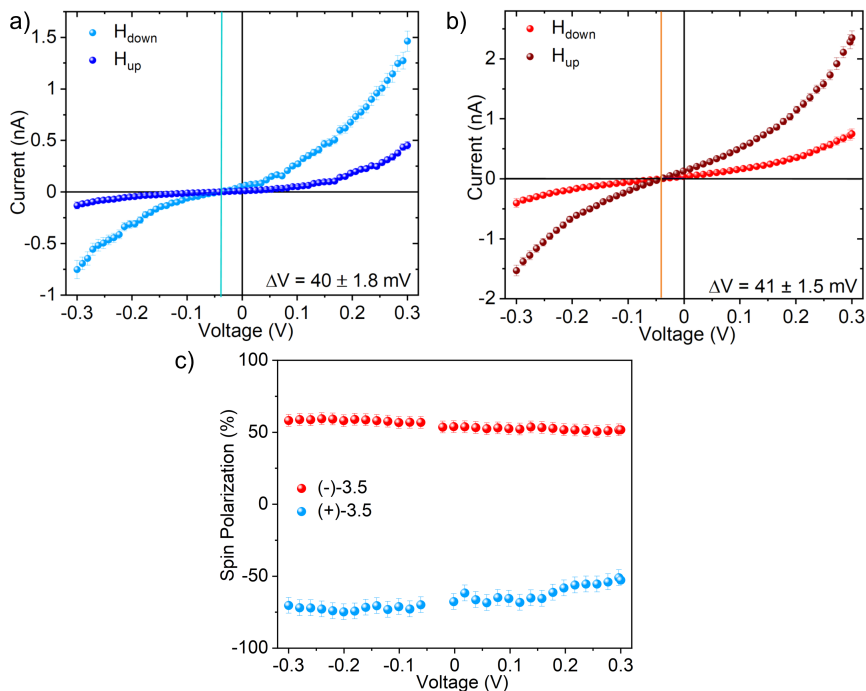 a)
H_down
H_up
Current (nA)
1.5
1
0.5
0
-0.5
-1
-0.3 -0.2 -0.1 0 0.1 0.2 0.3
Voltage (V)
ΔV = 40 ± 1.8 mV
b)
H_down
H_up
Current (nA)
2
1
0
-1
-2
-0.3 -0.2 -0.1 0 0.1 0.2 0.3
Voltage (V)
ΔV = 41 ± 1.5 mV
c)
Spin Polarization (%)
100
50
0
-50
-100
(-)-3.5
(+)-3.5
-0.3 -0.2 -0.1 0 0.1 0.2 0.3
Voltage (V)